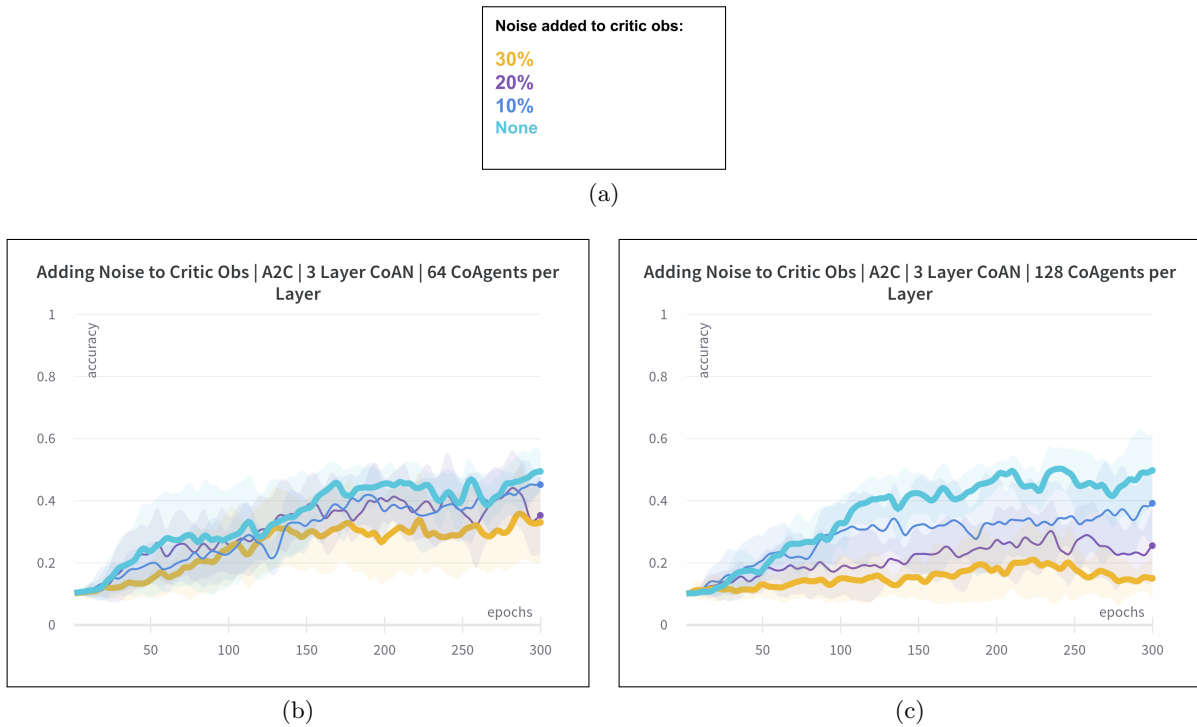 Noise added to critic obs:
30%
20%
10%
None
(a)
Adding Noise to Critic Obs | A2C | 3 Layer CoAN | 64 CoAgents per
Layer
1
0.8
0.6
0.4
0.2
0
accuracy
epochs
50
100
150
200
250
300
(b)
Adding Noise to Critic Obs | A2C | 3 Layer CoAN | 128 CoAgents per
Layer
1
0.8
0.6
0.4
0.2
0
accuracy
epochs
50
100
150
200
250
300
(c)